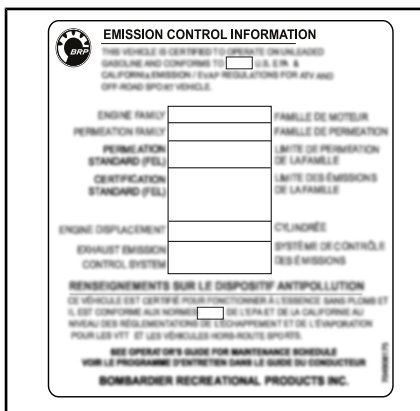 BRP
EMISSION CONTROL INFORMATION
THIS VEHICLE IS CERTIFIED TO OPERATE ON UNLEADED
GASOLINE AND CONFORMS TO U.S. EPA &
CALIFORNIA EMISSION / EVAP REGULATIONS FOR ATV AND
OFF-ROAD SPORT VEHICLE.
ENGINE FAMILY FAMILLE DE MOTEUR
PERMEATION FAMILY FAMILLE DE PERMEATION
PERMEATION LIMITE DE PERMEATION
STANDARD (FEL) DE LA FAMILLE
CERTIFICATION LIMITE DES ÉMISSIONS
STANDARD (FEL) DE LA FAMILLE
ENGINE DISPLACEMENT CYLINDRÉE
EXHAUST EMISSION SYSTÈME DE CONTRÔLE
CONTROL SYSTEM DES ÉMISSIONS
RENSEIGNEMENTS SUR LE DISPOSITIF ANTIPOLLUTION
CE VÉHICULE EST CERTIFIÉ POUR FONCTIONNER À L'ESSENCE SANS PLOMB ET
IL EST CONFORME AUX NORMES DE L'EPA ET DE LA CALIFORNIE AU
NIVEAU DES RÉGLEMENTATIONS DE L'ÉCHAPPEMENT ET DE L'ÉVAPORATION
POUR LES VTT ET LES VÉHICULES HORS-ROUTE SPORTS.
SEE OPERATOR'S GUIDE FOR MAINTENANCE SCHEDULE
VOIR LE PROGRAMME D'ENTRETIEN DANS LE GUIDE DU CONDUCTEUR
BOMBARDIER RECREATIONAL PRODUCTS INC.